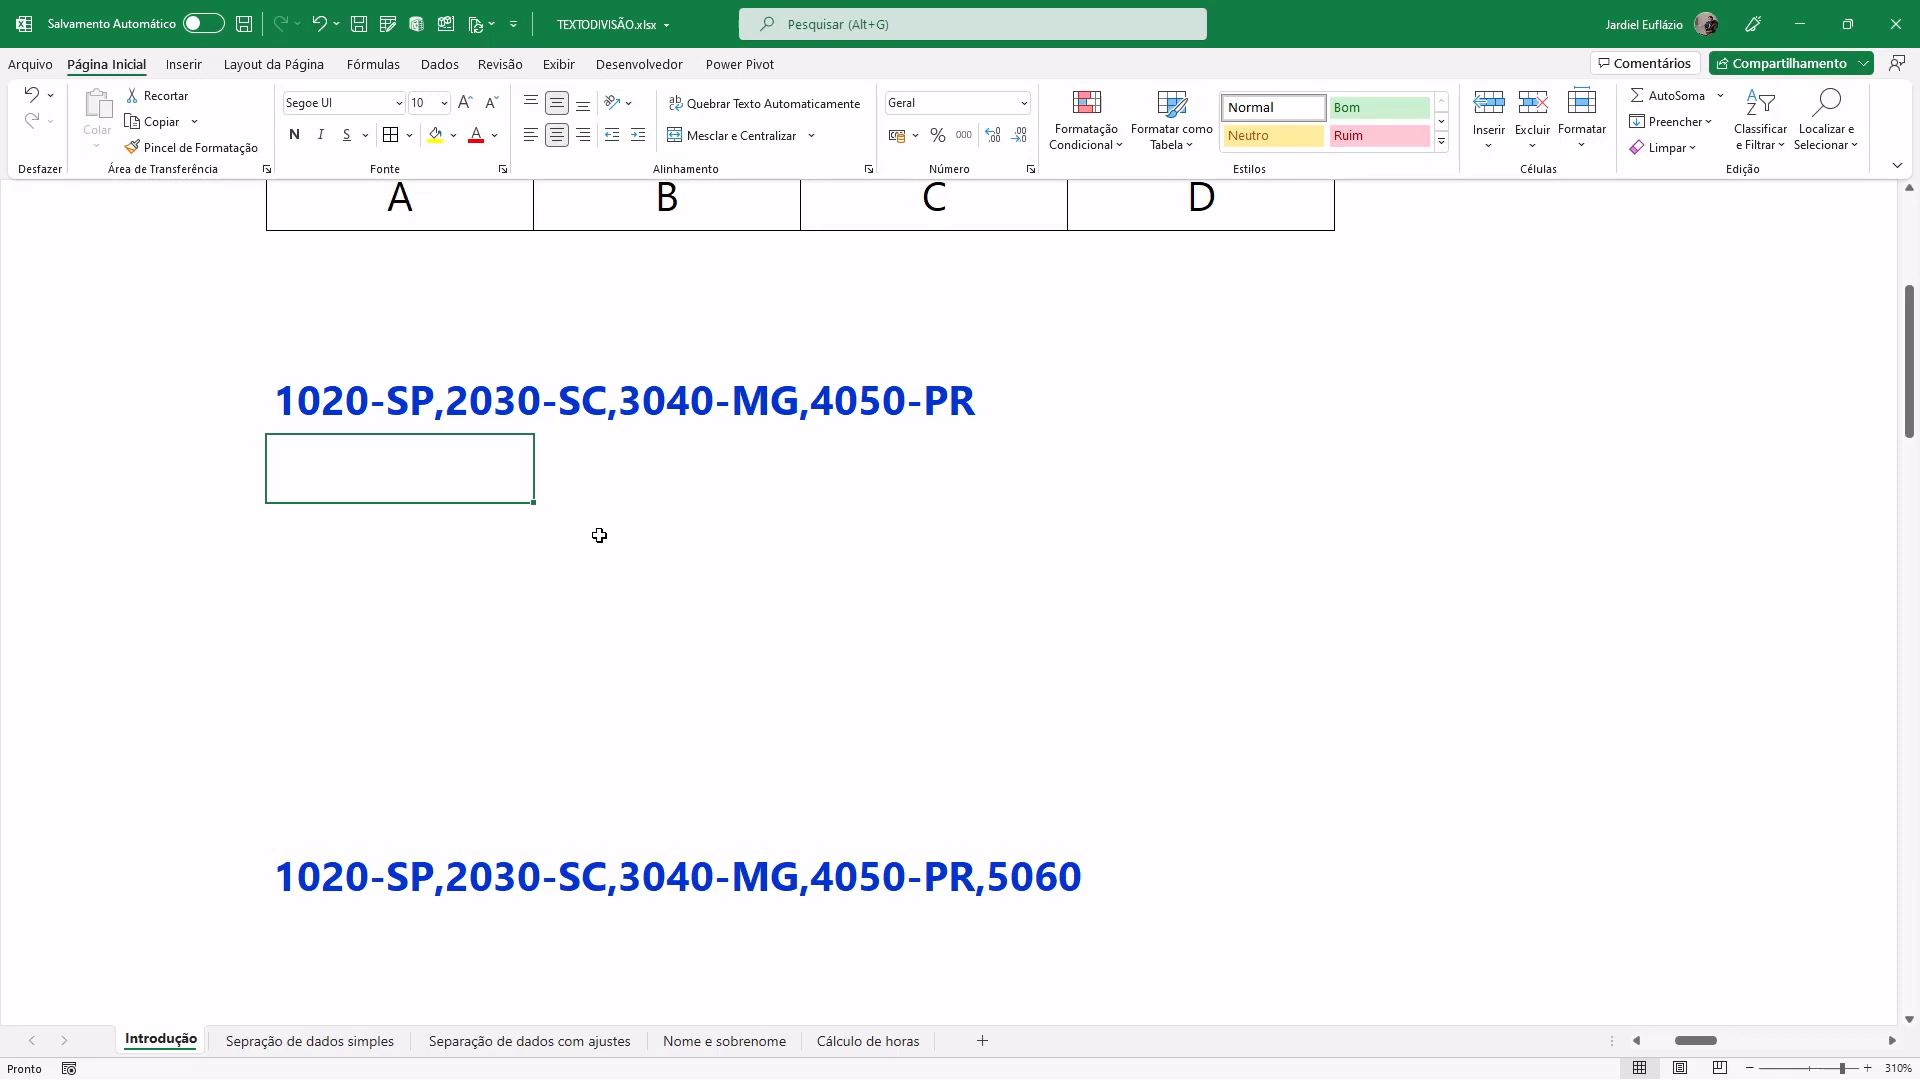 Salvamento Automático
TEXTODIVISÃO.xlsx
Pesquisar (Alt+G)
Jardiel Euflázio
Arquivo Página Inicial Inserir Layout da Página Fórmulas Dados Revisão Exibir Desenvolvedor Power Pivot
Comentários
Compartilhamento
Colar
Recortar
Copiar
Pincel de Formatação
Segoe UI
10
N I S
Quebrar Texto Automaticamente
Mesclar e Centralizar
Geral
% 000
Formatação Condicional
Formatar como Tabela
Normal
Bom
Neutro
Ruim
Inserir
Excluir
Formatar
AutoSoma
Preencher
Limpar
Classificar e Filtrar
Localizar e Selecionar
Desfazer
Área de Transferência
Fonte
Alinhamento
Número
Estilos
Células
Edição
A B C D
1020-SP,2030-SC,3040-MG,4050-PR
1020-SP,2030-SC,3040-MG,4050-PR,5060
Introdução
Sepração de dados simples
Separação de dados com ajustes
Nome e sobrenome
Cálculo de horas
Pronto
310%